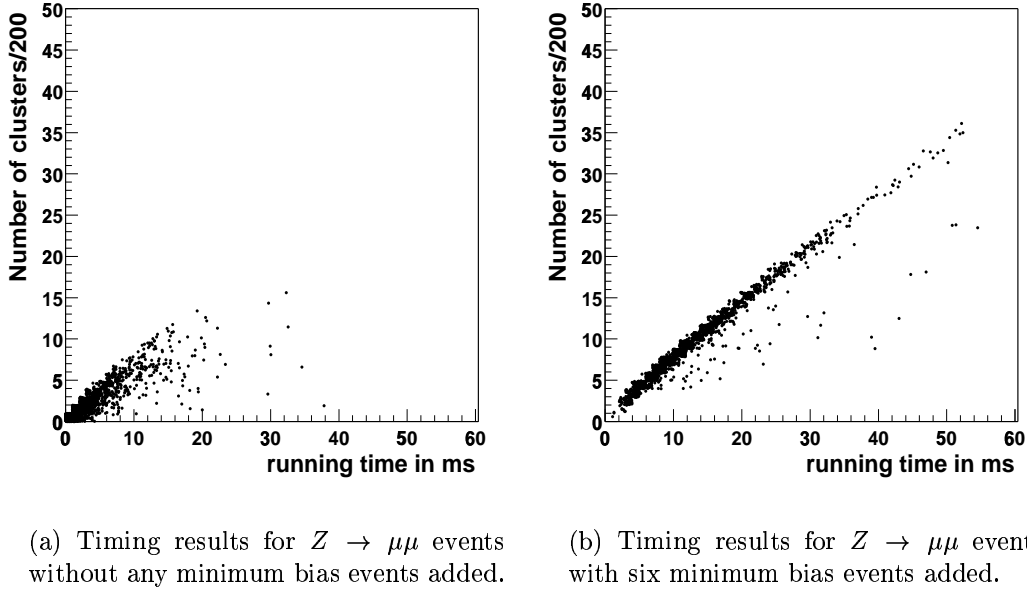 50
45
40
35
30
25
20
15
10
5
0
Number of clusters/200
0 10 20 30 40 50 60
running time in ms
(a) Timing results for Z → μμ events
without any minimum bias events added.
50
45
40
35
30
25
20
15
10
5
0
Number of clusters/200
0 10 20 30 40 50 60
running time in ms
(b) Timing results for Z → μμ event
with six minimum bias events added.